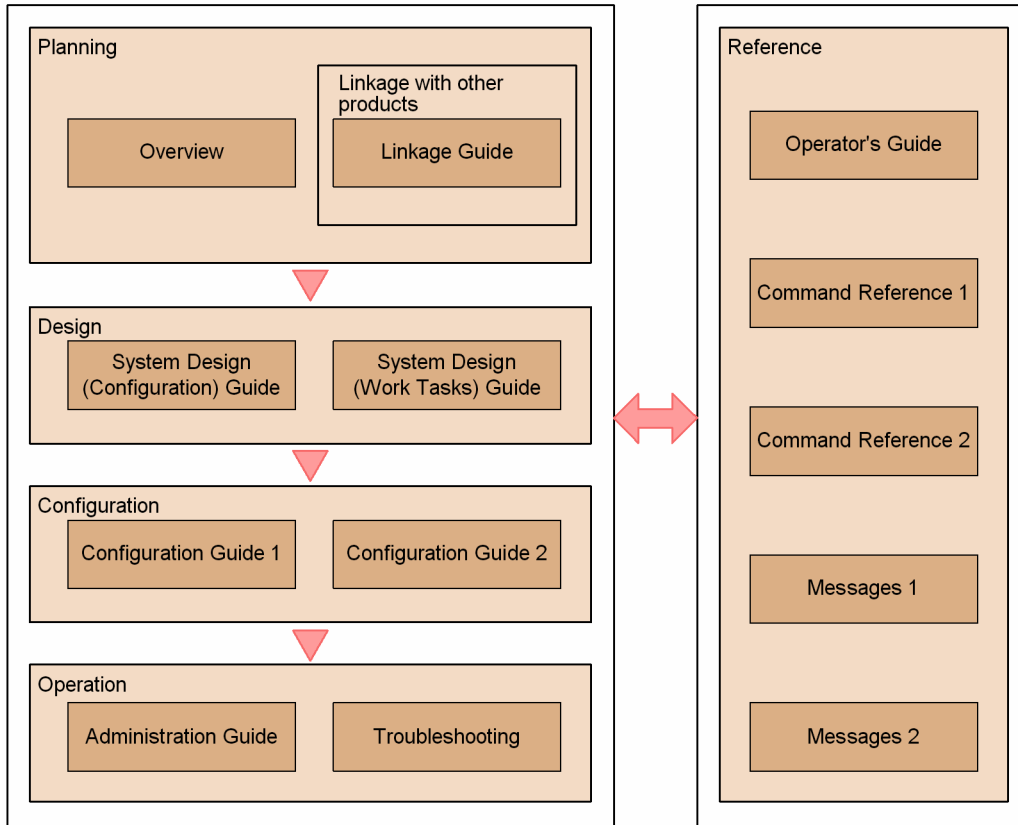 Planning
Linkage with other
products
Overview
Linkage Guide
Design
System Design
(Configuration) Guide
System Design
(Work Tasks) Guide
Configuration
Configuration Guide 1
Configuration Guide 2
Operation
Administration Guide
Troubleshooting
Reference
Operator's Guide
Command Reference 1
Command Reference 2
Messages 1
Messages 2